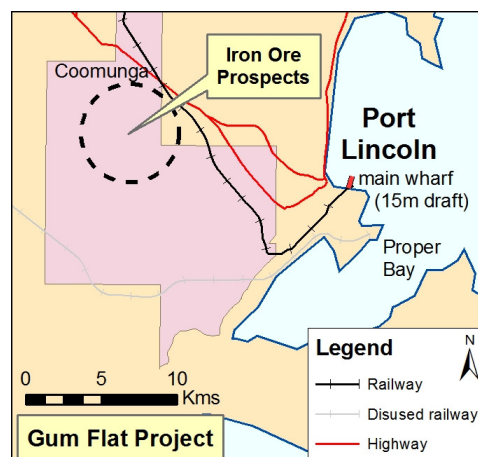 Iron Ore
Prospects
Coomunga
Port
Lincoln
main wharf
(15m draft)
Proper
Bay
Legend
N
Railway
Disused railway
Highway
0 10
Kms
Gum Flat Project